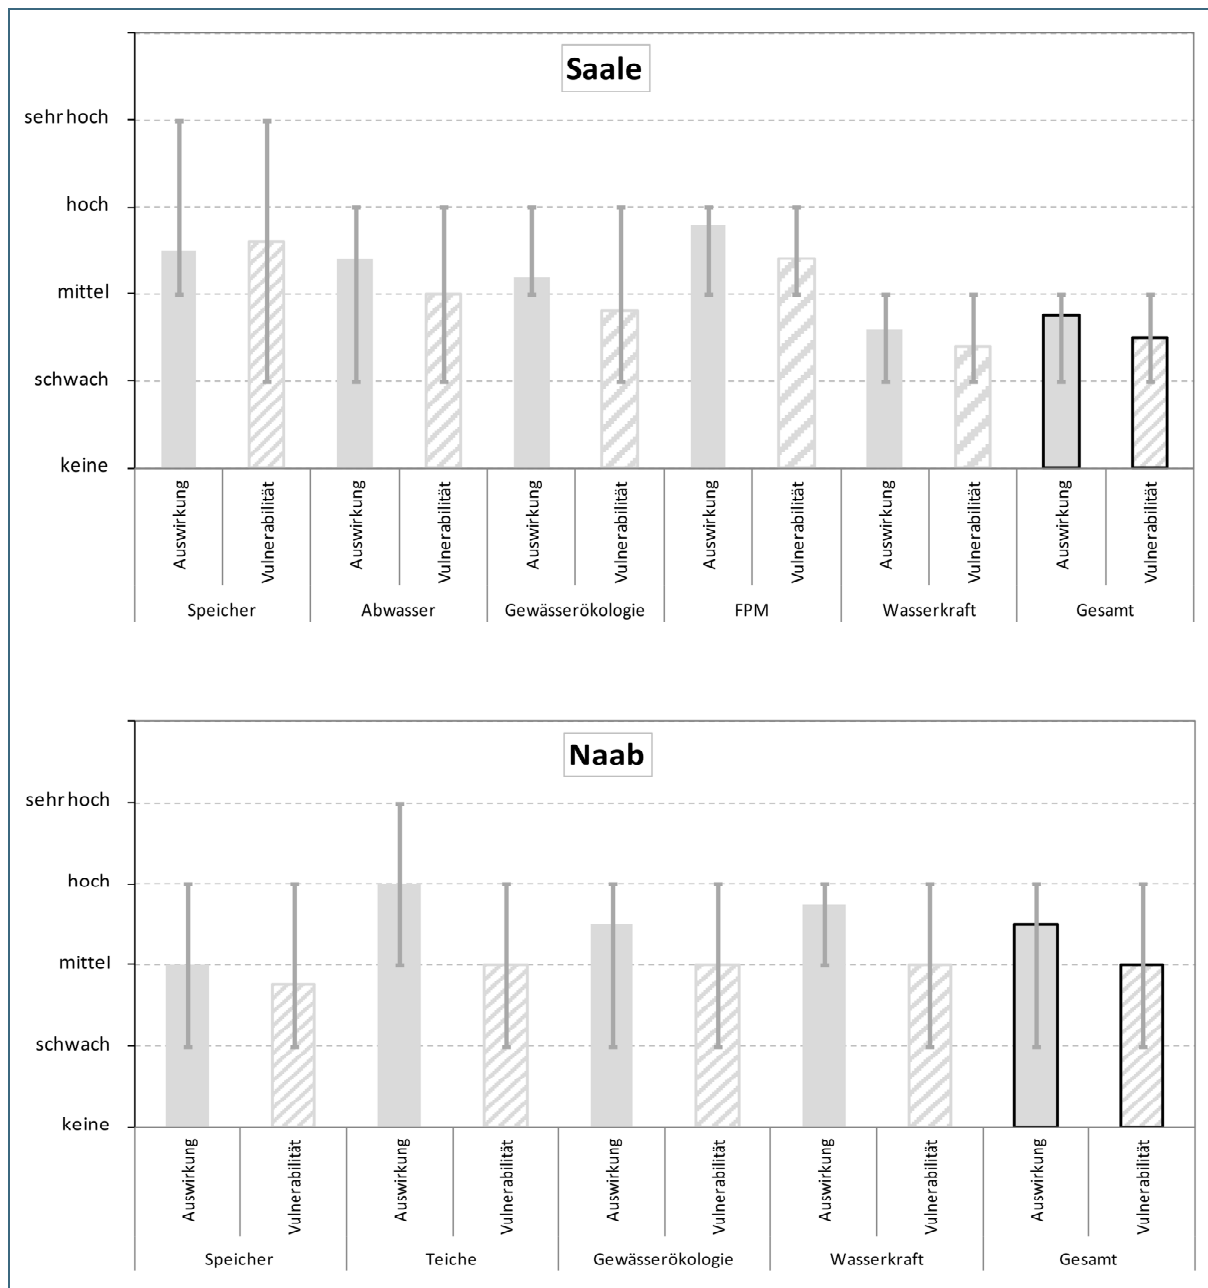 Saale
sehr hoch
hoch
mittel
schwach
keine
Auswirkung Vulnerabilität Auswirkung Vulnerabilität Auswirkung Vulnerabilität Auswirkung Vulnerabilität Auswirkung Vulnerabilität Auswirkung Vulnerabilität
Speicher Abwasser Gewässerökologie FPM Wasserkraft Gesamt
Naab
sehr hoch
hoch
mittel
schwach
keine
Auswirkung Vulnerabilität Auswirkung Vulnerabilität Auswirkung Vulnerabilität Auswirkung Vulnerabilität Auswirkung Vulnerabilität
Speicher Teiche Gewässerökologie Wasserkraft Gesamt